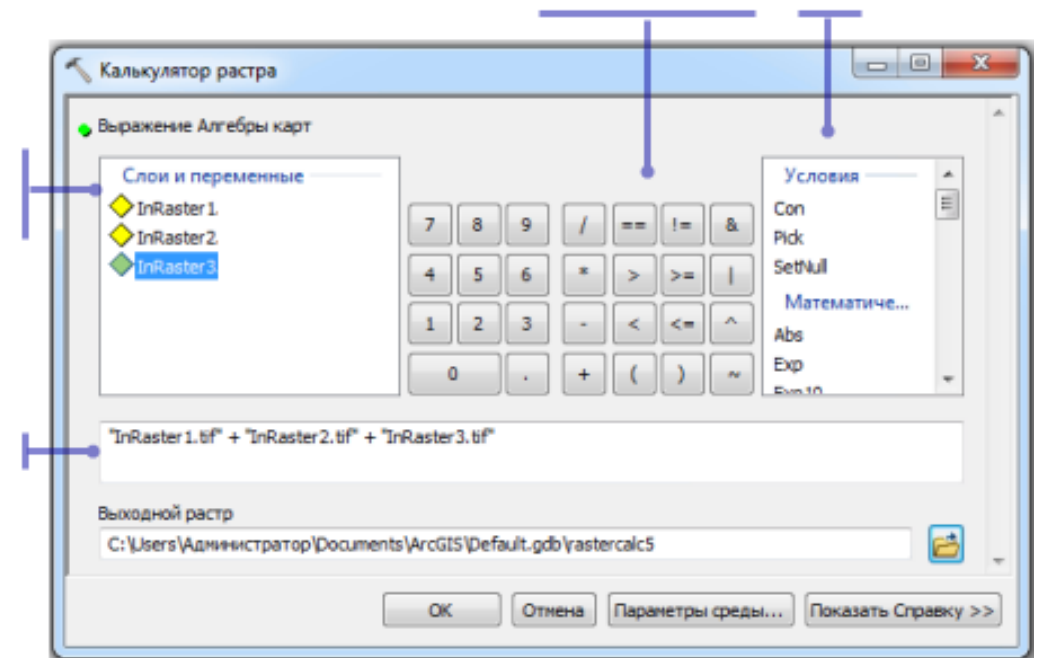 Калькулятор растра
Выражение Алгебры карт
Слои и переменные
InRaster1
InRaster2
InRaster3
7 8 9 / == != &
4 5 6 * > >= |
1 2 3 - < <= ^
0 . + ( ) ~
Условия
Con
Pick
SetNull
Математиче...
Abs
Exp
Exp10
"InRaster1.tif" + "InRaster2.tif" + "InRaster3.tif"
Выходной растр
C:\Users\Администратор\Documents\ArcGIS\Default.gdb\rastercalc5
OK Отмена Параметры среды... Показать Справку >>